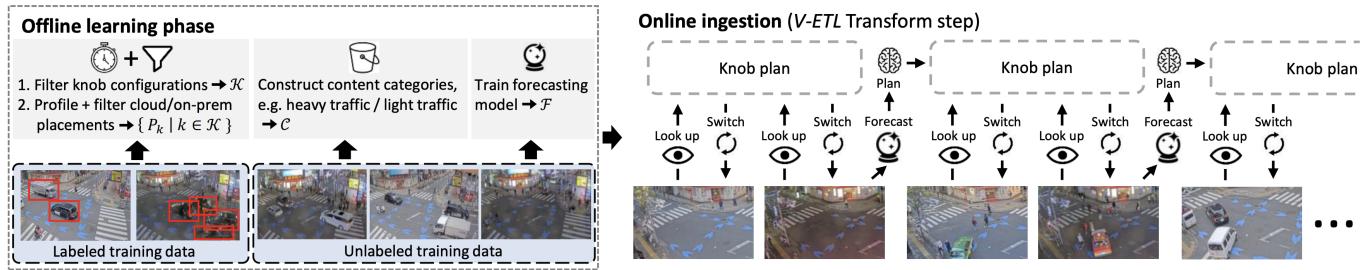 Offline learning phase
1. Filter knob configurations → 𝒦
2. Profile + filter cloud/on-prem
placements → { P_k | k ∈ 𝒦 }
Construct content categories,
e.g. heavy traffic / light traffic
→ 𝒞
Train forecasting
model → ℱ
Labeled training data
Unlabeled training data
Online ingestion (V-ETL Transform step)
Knob plan
Plan
Knob plan
Plan
Knob plan
Look up
Switch
Look up
Switch
Forecast
Look up
Switch
Look up
Switch
Forecast
Look up
Switch